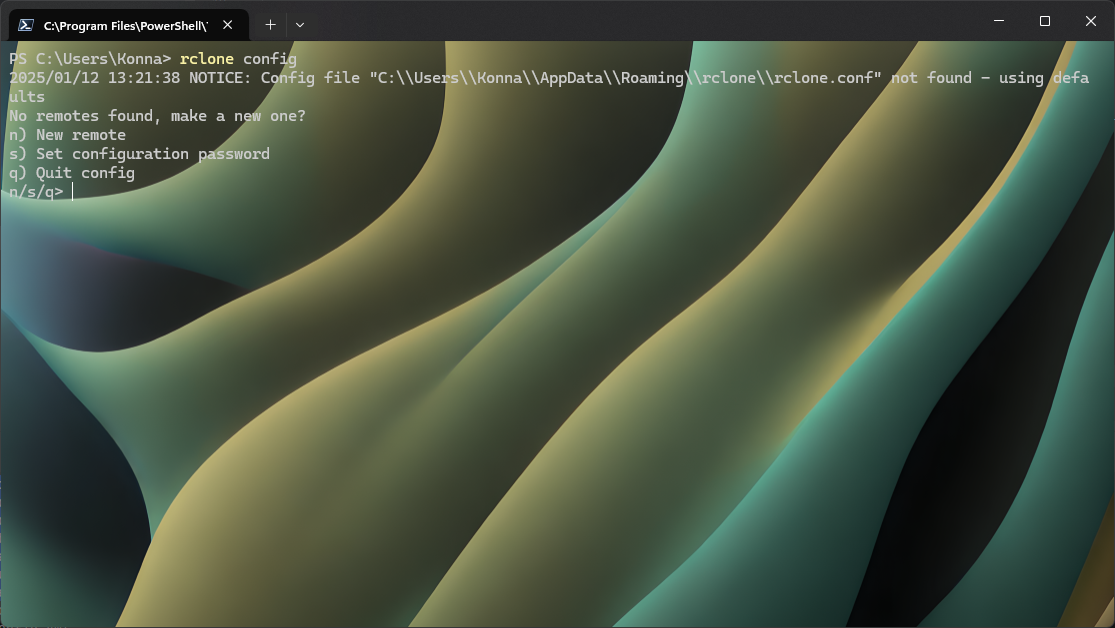 C:\Program Files\PowerShell\
PS C:\Users\Konna> rclone config
2025/01/12 13:21:38 NOTICE: Config file "C:\\Users\\Konna\\AppData\\Roaming\\rclone\\rclone.conf" not found - using defa
ults
No remotes found, make a new one?
n) New remote
s) Set configuration password
q) Quit config
n/s/q>